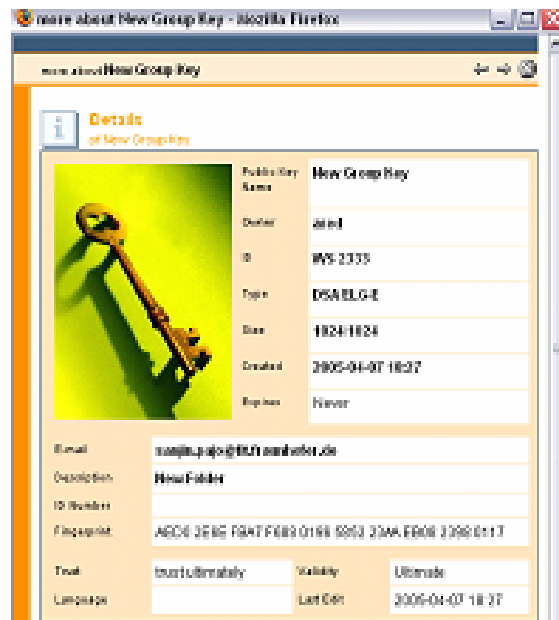 more about New Group Key - Mozilla Firefox
more about New Group Key
Details
of New Group Key
Public Key Name New Group Key
Owner
ID WS 2333
Type DSA ELG-E
Size 1024/1024
Created 2005-04-07 18:27
Expires Never
E-mail
Description New Folder
ID Number
Fingerprint
Trust trust ultimately Validity Ultimate
Language Last Edit 2005-04-07 18:27